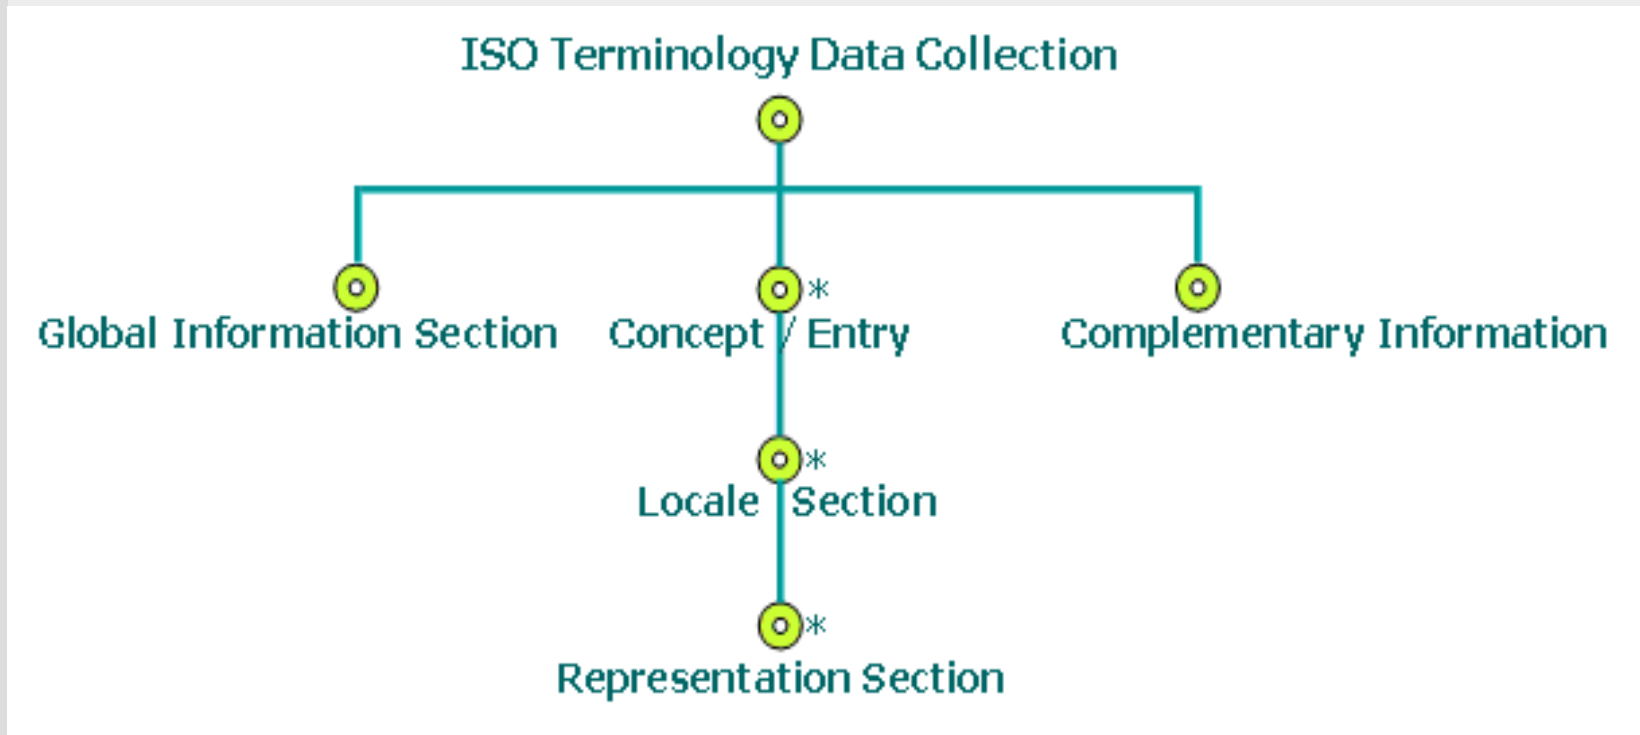 ISO Terminology Data Collection
*
Global Information Section
Concept / Entry
Complementary Information
*
Locale Section
*
Representation Section